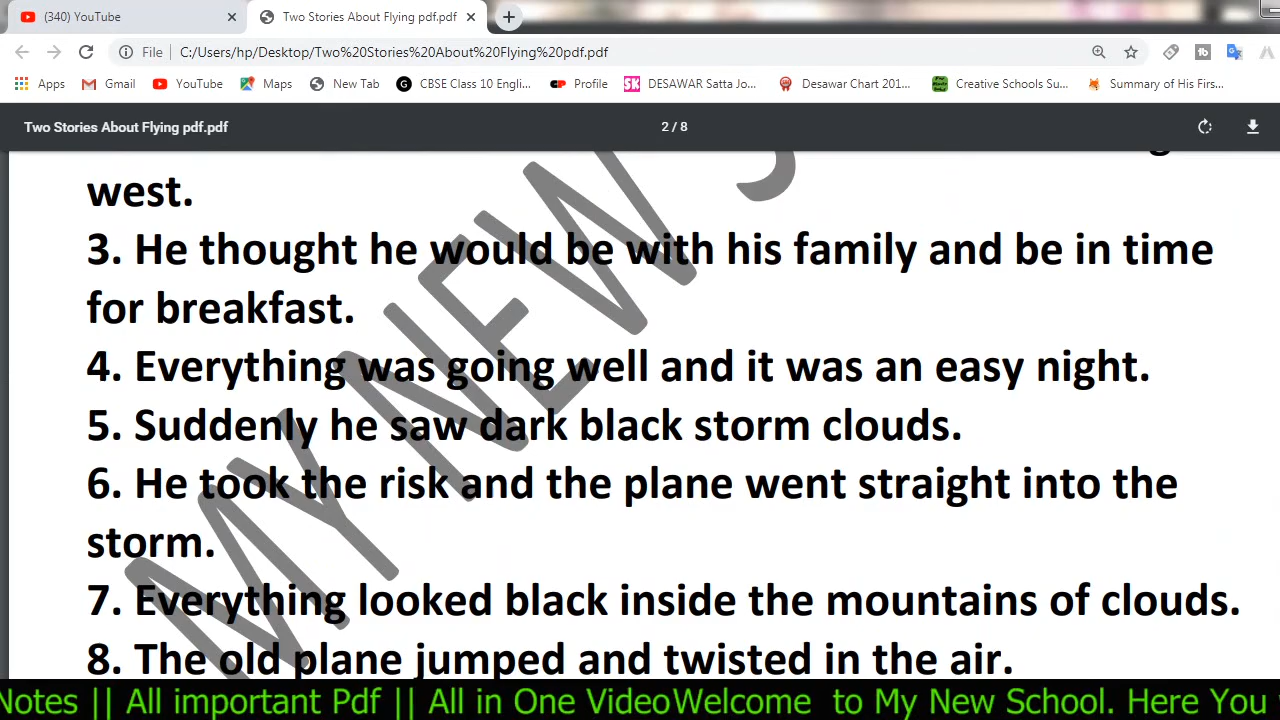 (340) YouTube
Two Stories About Flying pdf.pdf
File
C:/Users/hp/Desktop/Two%20Stories%20About%20Flying%20pdf.pdf
Apps
Gmail
YouTube
Maps
New Tab
CBSE Class 10 Engli...
Profile
DESAWAR Satta Jo...
Desawar Chart 201...
Creative Schools Su...
Summary of His Firs...
Two Stories About Flying pdf.pdf
2 / 8
west.
3. He thought he would be with his family and be in time
for breakfast.
4. Everything was going well and it was an easy night.
5. Suddenly he saw dark black storm clouds.
6. He took the risk and the plane went straight into the
storm.
7. Everything looked black inside the mountains of clouds.
8. The old plane jumped and twisted in the air.
MY NEW S
Notes || All important Pdf || All in One VideoWelcome to My New School. Here You